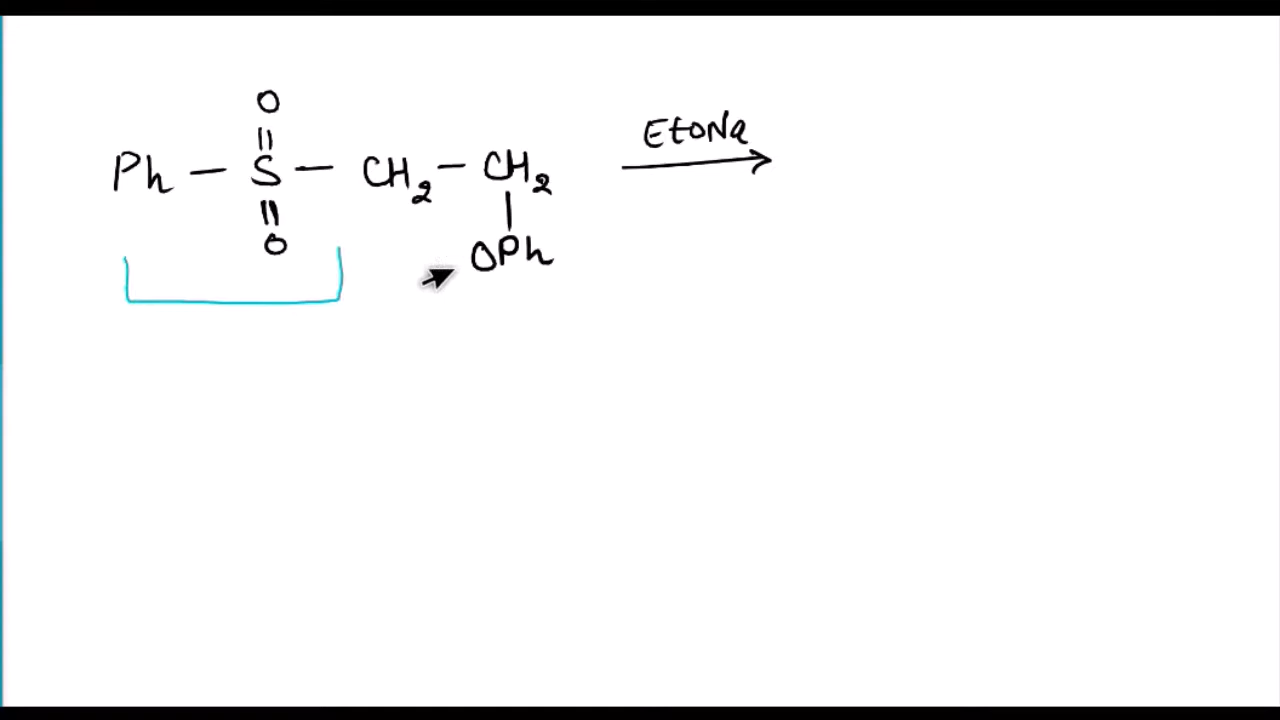 O
||
Ph – S – CH₂ – CH₂
EtONa
||
|
O
OPh